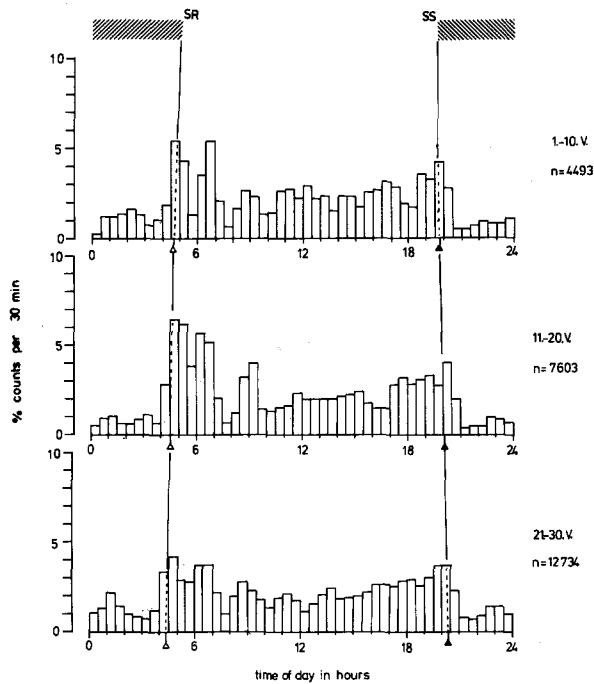 SR SS
10
5
0
0 6 12 18 24
1.-10. V.
n=4493
10
5
0
0 6 12 18 24
11.-20. V.
n=7603
10
5
0
0 6 12 18 24
21.-30. V.
n=12734
% counts per 30 min
time of day in hours